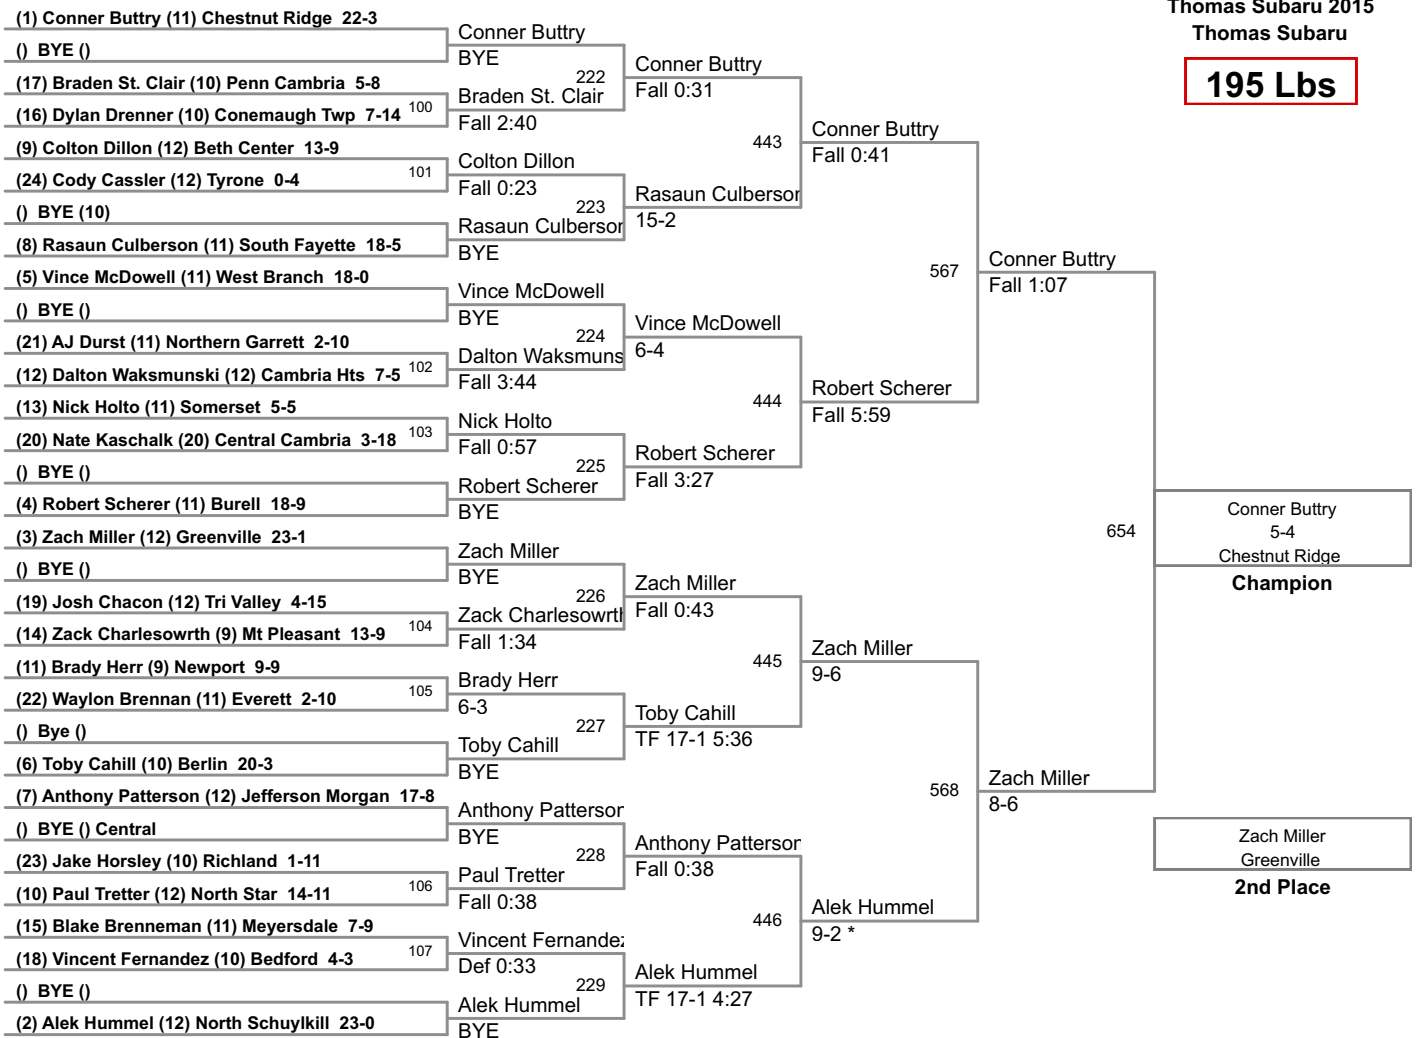 Thomas Subaru 2015
Thomas Subaru
195 Lbs
(1) Conner Buttry (11) Chestnut Ridge 22-3
() BYE ()
(17) Braden St. Clair (10) Penn Cambria 5-8
(16) Dylan Drenner (10) Conemaugh Twp 7-14
100
(9) Colton Dillon (12) Beth Center 13-9
(24) Cody Cassler (12) Tyrone 0-4
101
() BYE (10)
(8) Rasaun Culberson (11) South Fayette 18-5
(5) Vince McDowell (11) West Branch 18-0
() BYE ()
(21) AJ Durst (11) Northern Garrett 2-10
(12) Dalton Waksmunski (12) Cambria Hts 7-5
102
(13) Nick Holto (11) Somerset 5-5
(20) Nate Kaschalk (20) Central Cambria 3-18
103
() BYE ()
(4) Robert Scherer (11) Burell 18-9
(3) Zach Miller (12) Greenville 23-1
() BYE ()
(19) Josh Chacon (12) Tri Valley 4-15
(14) Zack Charlesowrth (9) Mt Pleasant 13-9
104
(11) Brady Herr (9) Newport 9-9
(22) Waylon Brennan (11) Everett 2-10
105
() Bye ()
(6) Toby Cahill (10) Berlin 20-3
(7) Anthony Patterson (12) Jefferson Morgan 17-8
() BYE () Central
(23) Jake Horsley (10) Richland 1-11
(10) Paul Tretter (12) North Star 14-11
106
(15) Blake Brenneman (11) Meyersdale 7-9
(18) Vincent Fernandez (10) Bedford 4-3
107
() BYE ()
(2) Alek Hummel (12) North Schuylkill 23-0
Conner Buttry
BYE
222
Braden St. Clair
Fall 2:40
Colton Dillon
Fall 0:23
223
Rasaun Culberson
BYE
Vince McDowell
BYE
224
Dalton Waksmuns
Fall 3:44
Nick Holto
Fall 0:57
225
Robert Scherer
BYE
Zach Miller
BYE
226
Zack Charlesowrth
Fall 1:34
Brady Herr
6-3
227
Toby Cahill
BYE
Anthony Patterson
BYE
228
Paul Tretter
Fall 0:38
Vincent Fernandez
Def 0:33
229
Alek Hummel
BYE
Conner Buttry
Fall 0:31
443
Rasaun Culberson
15-2
Vince McDowell
6-4
444
Robert Scherer
Fall 3:27
Zach Miller
Fall 0:43
445
Toby Cahill
TF 17-1 5:36
Anthony Patterson
Fall 0:38
446
Alek Hummel
TF 17-1 4:27
Conner Buttry
Fall 0:41
567
Robert Scherer
Fall 5:59
Zach Miller
9-6
568
Alek Hummel
9-2 *
Conner Buttry
Fall 1:07
654
Zach Miller
8-6
Conner Buttry
5-4
Chestnut Ridge
Champion
Zach Miller
Greenville
2nd Place